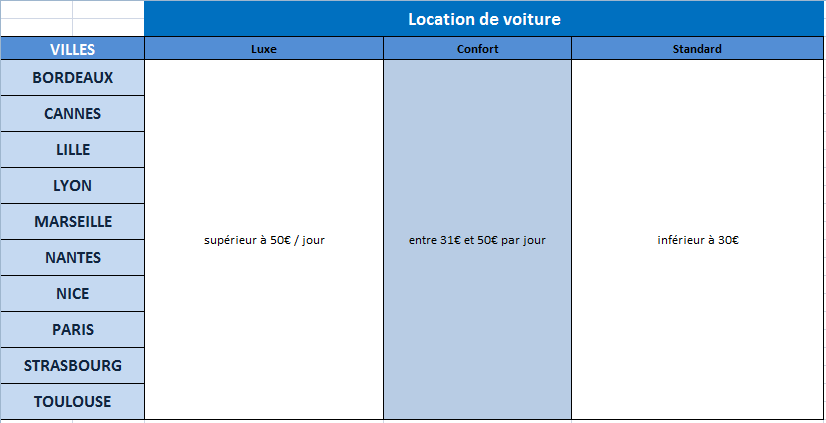 Location de voiture
VILLES Luxe Confort Standard
BORDEAUX
CANNES
LILLE
LYON
MARSEILLE
supérieur à 50€ / jour entre 31€ et 50€ par jour inférieur à 30€
NANTES
NICE
PARIS
STRASBOURG
TOULOUSE